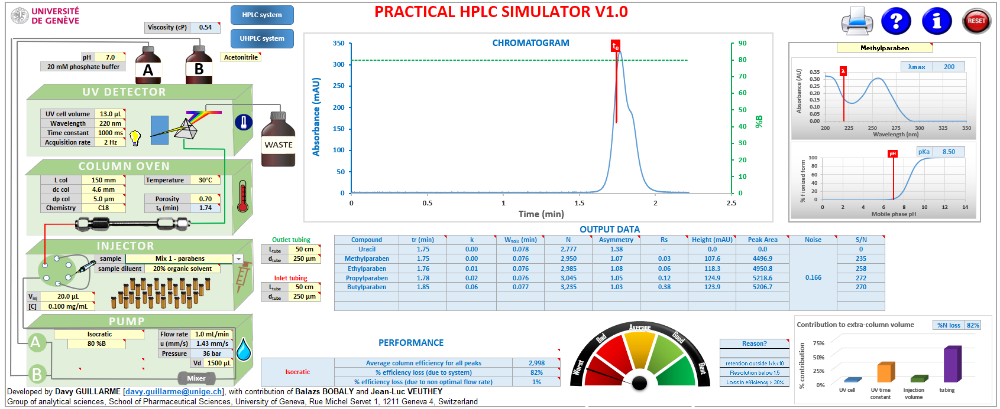 UNIVERSITÉ
DE GENÈVE
HPLC system
UHPLC system
Viscosity (cP) 0.54
PRACTICAL HPLC SIMULATOR V1.0
RESET
pH 7.0
20 mM phosphate buffer
A
B
Acetonitrile
UV DETECTOR
UV cell volume 13.0 µL
Wavelength 220 nm
Time constant 1000 ms
Acquisition rate 2 Hz
WASTE
COLUMN OVEN
L col 150 mm
dc col 4.6 mm
dp col 5.0 µm
Chemistry C18
Temperature 30°C
Porosity 0.70
t0 (min) 1.74
INJECTOR
sample Mix 1 - parabens
sample diluent 20% organic solvent
Vinj 20.0 µL
[C] 0.100 mg/mL
Outlet tubing
Ltube 50 cm
dtube 250 µm
Inlet tubing
Ltube 50 cm
dtube 250 µm
PUMP
A
B
Isocratic
80 %B
Flow rate 1.0 mL/min
u (mm/s) 1.43 mm/s
Pressure 36 bar
Vd 1500 µL
Mixer
CHROMATOGRAM
t0
Absorbance (mAU)
350
300
250
200
150
100
50
0
%B
90
80
70
60
50
40
30
20
10
0
0 0.5 1 1.5 2 2.5
Time (min)
Methylparaben
λmax 200
λ
Absorbance (AU)
0.35
0.30
0.25
0.20
0.15
0.10
0.05
0.00
200 225 250 275 300 325 350
Wavelength (nm)
pKa 8.50
pH
% f ionized form
100
80
60
40
20
0
0 2 4 6 8 10 12 14
Mobile phase pH
OUTPUT DATA
Compound tr (min) k W50% (min) N Asymmetry Rs Height (mAU) Peak Area Noise S/N
Uracil 1.75 0.00 0.078 2,777 1.38 - 0.0 0.0 0
Methylparaben 1.75 0.00 0.076 2,950 1.07 0.03 107.6 4496.9 235
Ethylparaben 1.76 0.01 0.076 2,985 1.08 0.06 118.3 4950.8 258
Propylparaben 1.78 0.02 0.076 3,045 1.05 0.12 124.9 5218.6 0.166 272
Butylparaben 1.85 0.06 0.077 3,235 1.03 0.38 123.9 5206.7 270
PERFORMANCE
Isocratic
Average column efficiency for all peaks 2,998
% efficiency loss (due to system) 82%
% efficiency loss (due to non optimal flow rate) 1%
Worst
Bad
Average
Good
Best
Reason?
retention outside 1<k<10
Resolution below 1.5
Loss in efficiency > 30%
Contribution to extra-column volume
%N loss 82%
% contribution
75%
50%
25%
0%
UV cell
UV time constant
Injection volume
tubing
Developed by Davy GUILLARME [davy.guillarme@unige.ch], with contribution of Balazs BOBALY and Jean-Luc VEUTHEY
Group of analytical sciences, School of Pharmaceutical Sciences, University of Geneva, Rue Michel Servet 1, 1211 Geneva 4, Switzerland